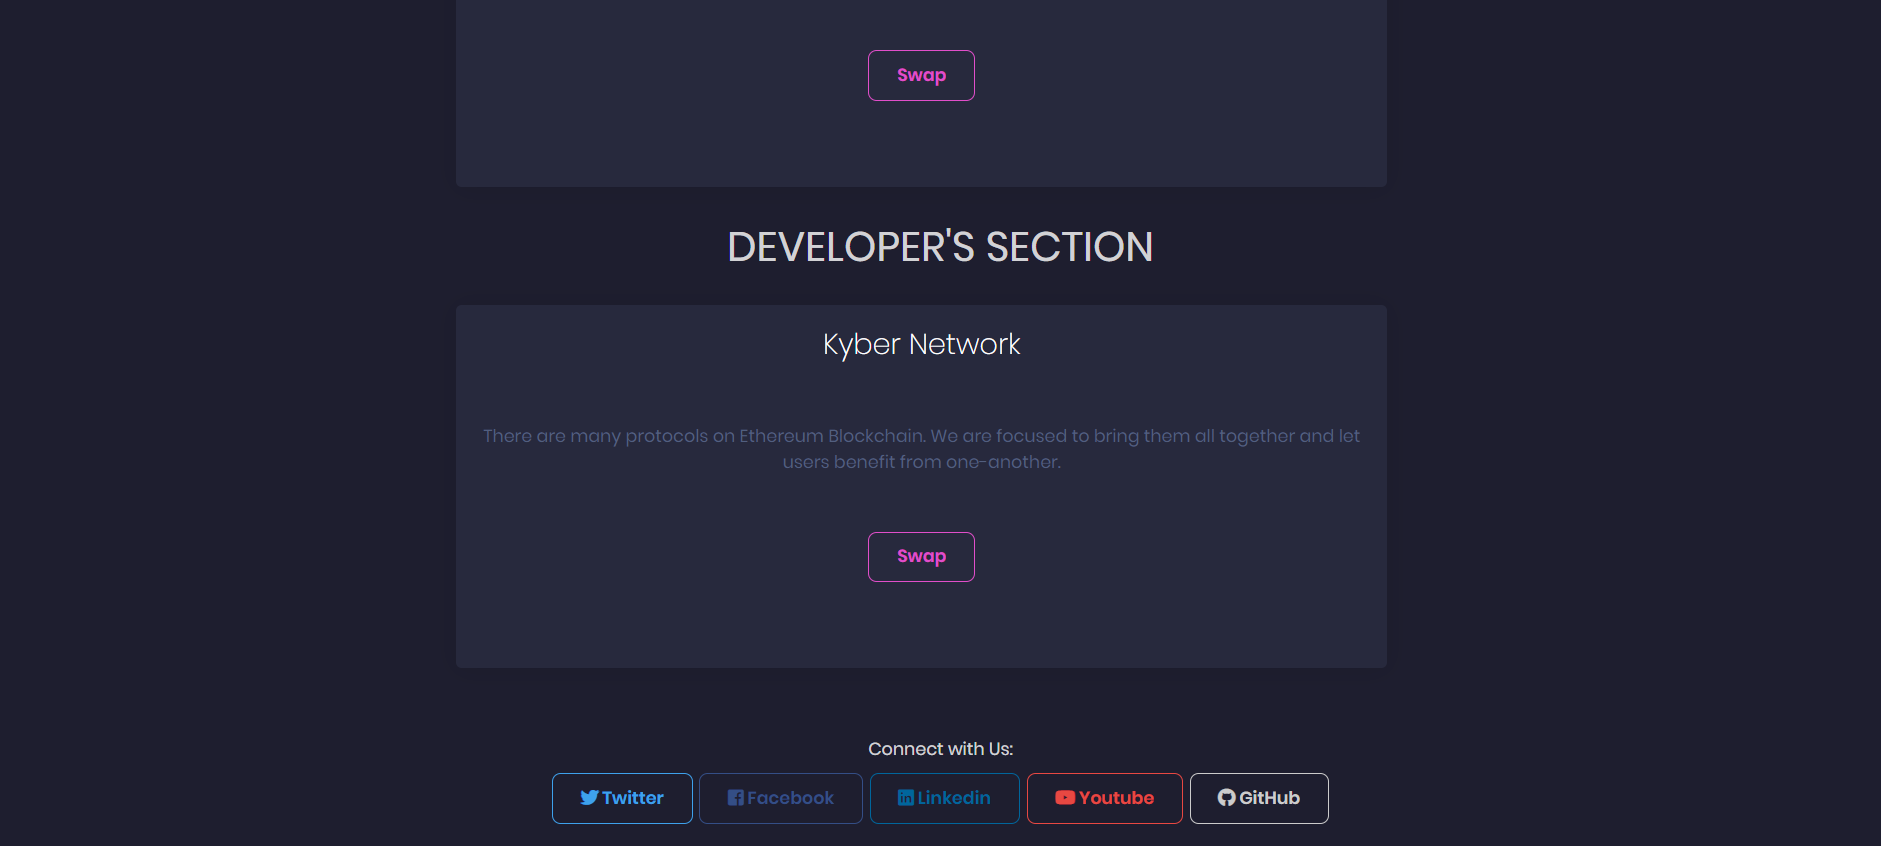 Swap
DEVELOPER'S SECTION
Kyber Network
There are many protocols on Ethereum Blockchain. We are focused to bring them all together and let
users benefit from one-another.
Swap
Connect with Us:
Twitter Facebook Linkedin Youtube GitHub